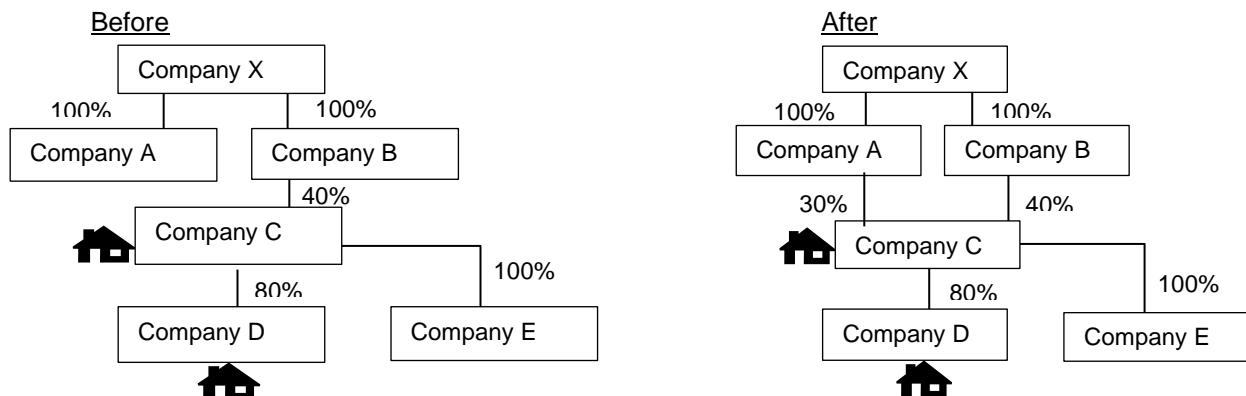 Before
Company X
100%
100%
Company A
Company B
40%
Company C
100%
80%
Company D
Company E
After
Company X
100%
100%
Company A
Company B
30%
40%
Company C
100%
80%
Company D
Company E